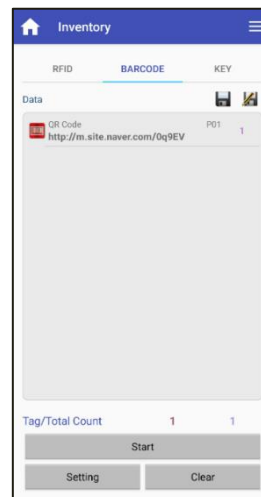 Inventory
RFID BARCODE KEY
Data
QR Code P01 1
http://m.site.naver.com/0q9EV
Tag/Total Count 1 1
Start
Setting Clear